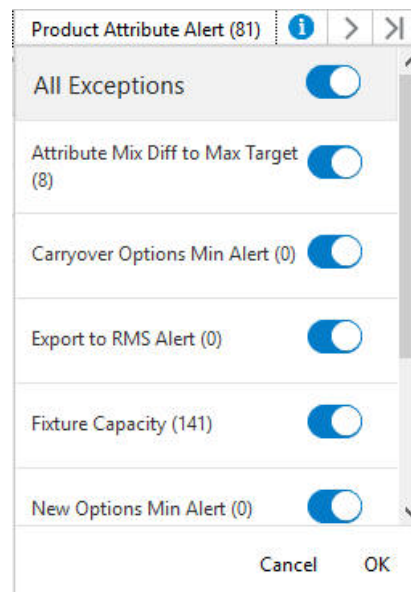 Product Attribute Alert (81)
All Exceptions
Attribute Mix Diff to Max Target
(8)
Carryover Options Min Alert (0)
Export to RMS Alert (0)
Fixture Capacity (141)
New Options Min Alert (0)
Cancel OK